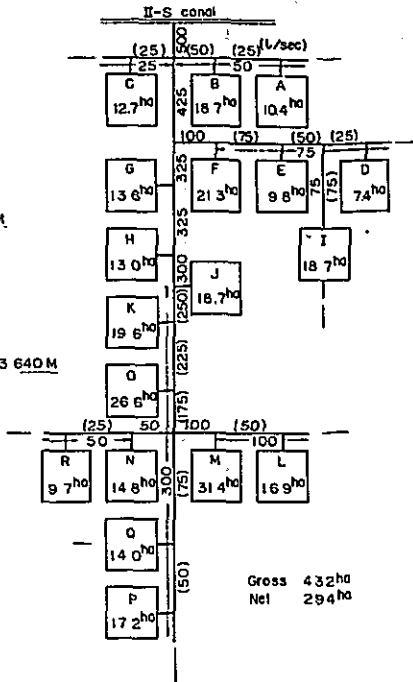 II-S canal
500
(25) (50) (25) (l/sec)
25 50
C B A
12.7ha 18.7ha 10.4ha
425
100 (75) (50) (25)
75
G F E D
13.6ha 21.3ha 9.8ha 7.4ha
325
75 (75)
H I
13.0ha 18.7ha
325
300
J
18.7ha
K
19.6ha
(250)
(225)
3 640 M
O
26.6ha
(175)
(25) 50 100 (50)
50 100
R N M L
9.7ha 14.8ha 31.4ha 16.9ha
300
(75)
Q
14.0ha
(50)
P
17.2ha
Gross 432ha
Net 294ha